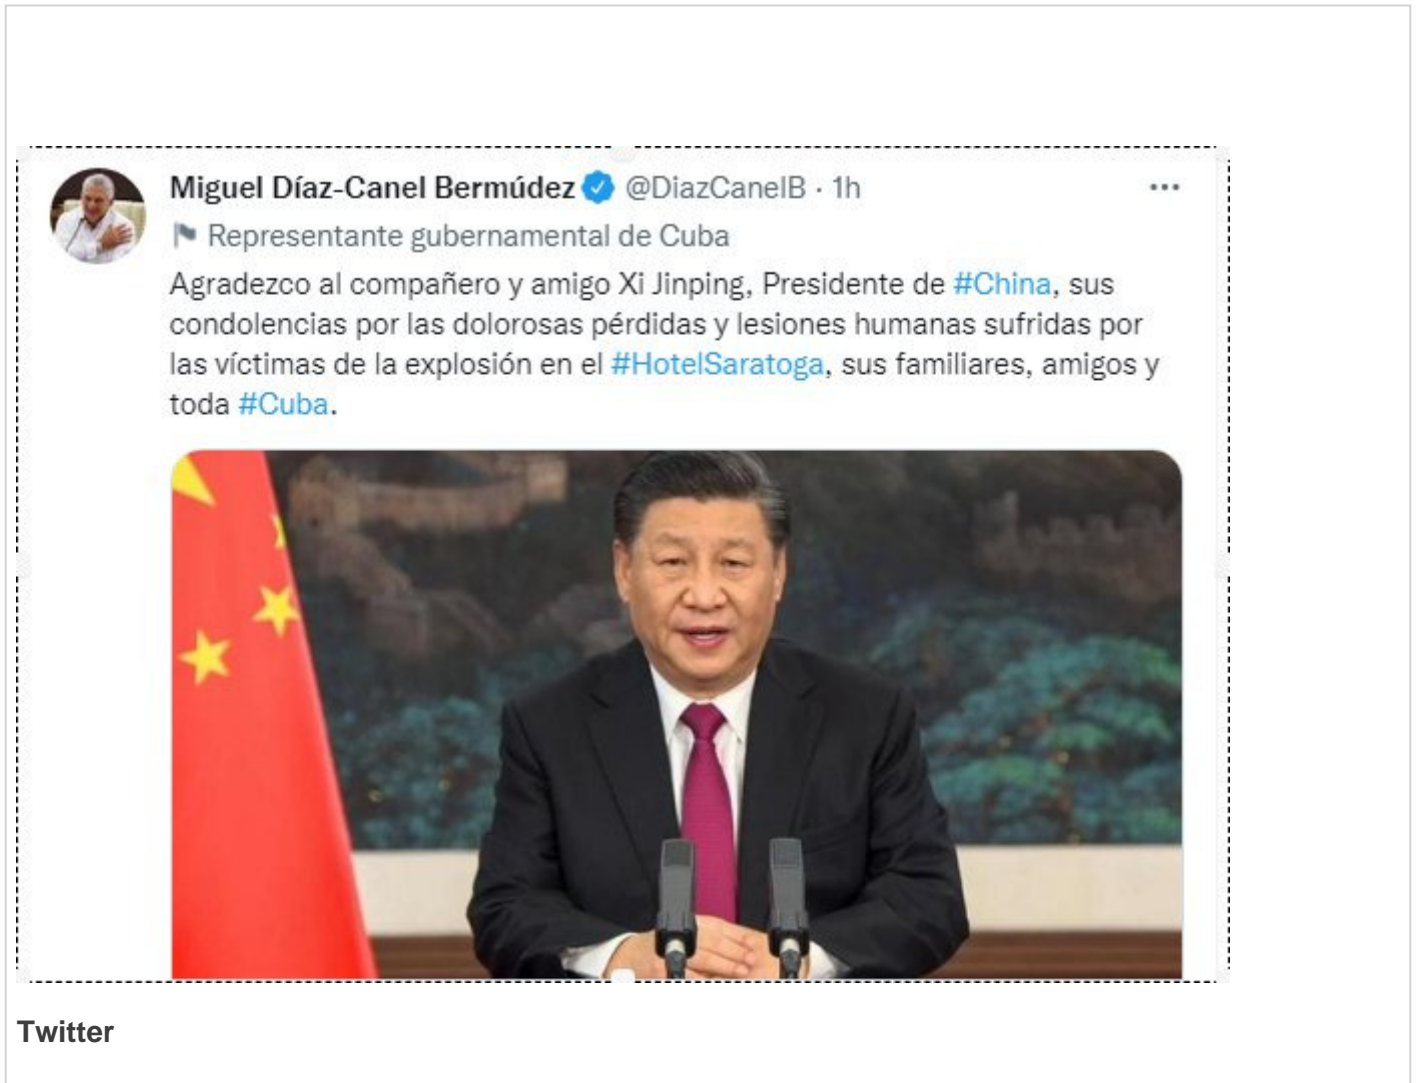 Miguel Díaz-Canel Bermúdez @DiazCanelB · 1h
Representante gubernamental de Cuba
Agradezco al compañero y amigo Xi Jinping, Presidente de #China, sus
condolencias por las dolorosas pérdidas y lesiones humanas sufridas por
las víctimas de la explosión en el #HotelSaratoga, sus familiares, amigos y
toda #Cuba.
Twitter